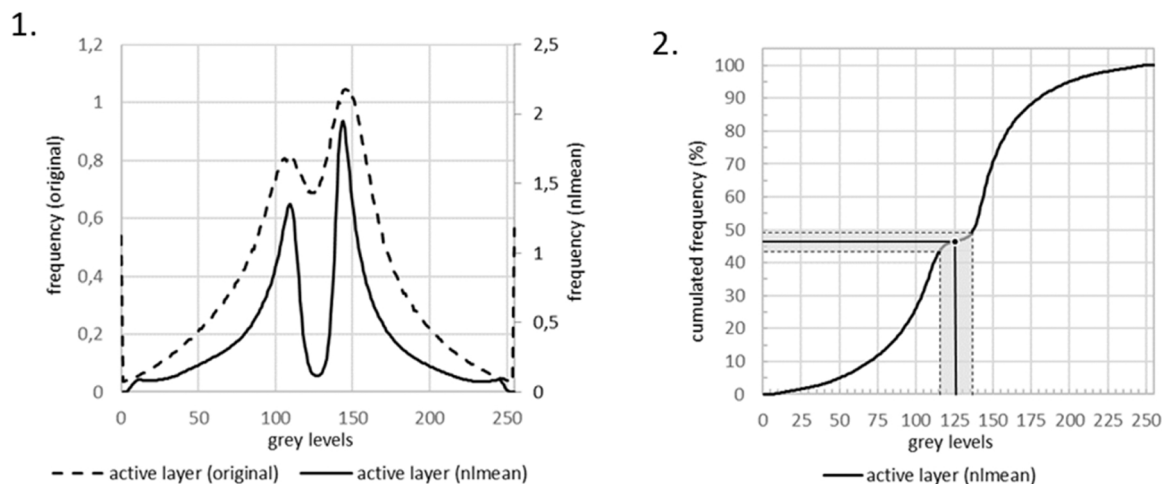 1.
frequency (original)
1,2
1
0,8
0,6
0,4
0,2
0
2,5
2
1,5
1
0,5
0
frequency (nlmean)
0 50 100 150 200 250
grey levels
active layer (original) active layer (nlmean)
2.
cumulated frequency (%)
100
90
80
70
60
50
40
30
20
10
0
0 25 50 75 100 125 150 175 200 225 250
grey levels
active layer (nlmean)